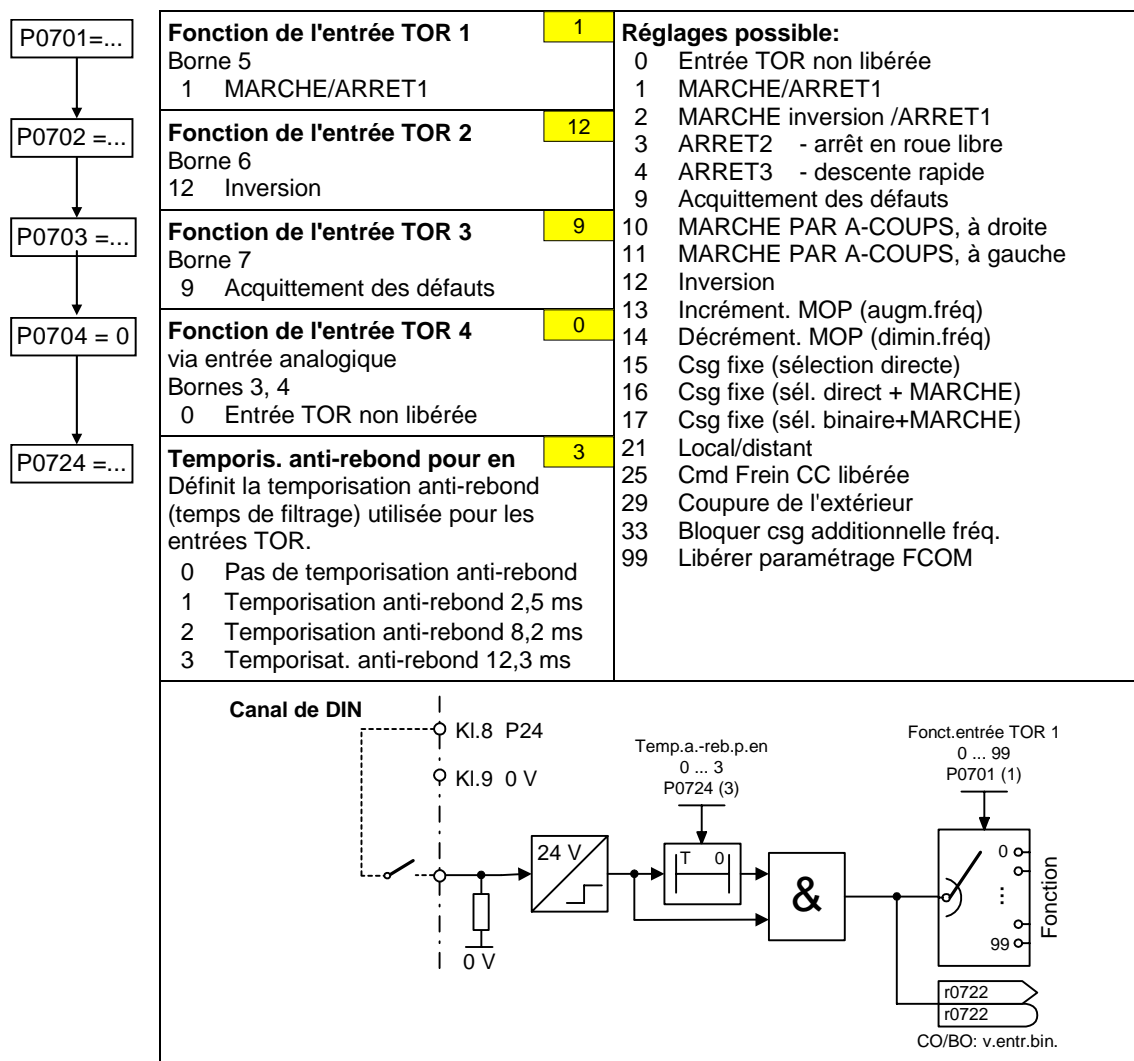 P0701=...
Fonction de l'entrée TOR 1
1
Borne 5
1 MARCHE/ARRET1
P0702 =...
Fonction de l'entrée TOR 2
12
Borne 6
12 Inversion
P0703 =...
Fonction de l'entrée TOR 3
9
Borne 7
9 Acquittement des défauts
P0704 = 0
Fonction de l'entrée TOR 4
0
via entrée analogique
Bornes 3, 4
0 Entrée TOR non libérée
P0724 =...
Temporis. anti-rebond pour en
3
Définit la temporisation anti-rebond
(temps de filtrage) utilisée pour les
entrées TOR.
0 Pas de temporisation anti-rebond
1 Temporisation anti-rebond 2,5 ms
2 Temporisation anti-rebond 8,2 ms
3 Temporisat. anti-rebond 12,3 ms
Réglages possible:
0 Entrée TOR non libérée
1 MARCHE/ARRET1
2 MARCHE inversion /ARRET1
3 ARRET2 - arrêt en roue libre
4 ARRET3 - descente rapide
9 Acquittement des défauts
10 MARCHE PAR A-COUPS, à droite
11 MARCHE PAR A-COUPS, à gauche
12 Inversion
13 Incrément. MOP (augm.fréq)
14 Décrément. MOP (dimin.fréq)
15 Csg fixe (sélection directe)
16 Csg fixe (sél. direct + MARCHE)
17 Csg fixe (sél. binaire+MARCHE)
21 Local/distant
25 Cmd Frein CC libérée
29 Coupure de l'extérieur
33 Bloquer csg additionnelle fréq.
99 Libérer paramétrage FCOM
Canal de DIN
Kl.8 P24
Kl.9 0 V
0 V
24 V
Temp.a.-reb.p.en
0 ... 3
P0724 (3)
T 0
&
Fonct.entrée TOR 1
0 ... 99
P0701 (1)
0
...
99
Fonction
r0722
r0722
CO/BO: v.entr.bin.